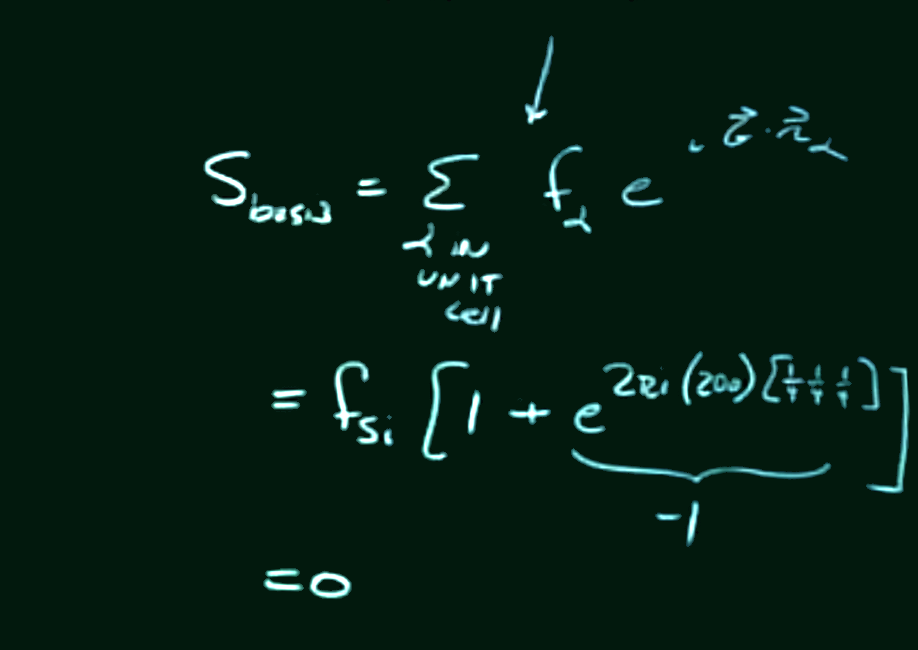 S_basis = Σ f_α e^{i G⃗·r⃗_α}
α IN
UNIT
cell
= f_Si [1 + e^{2πi(200)[1/4 1/4 1/4]}]
-1
=0